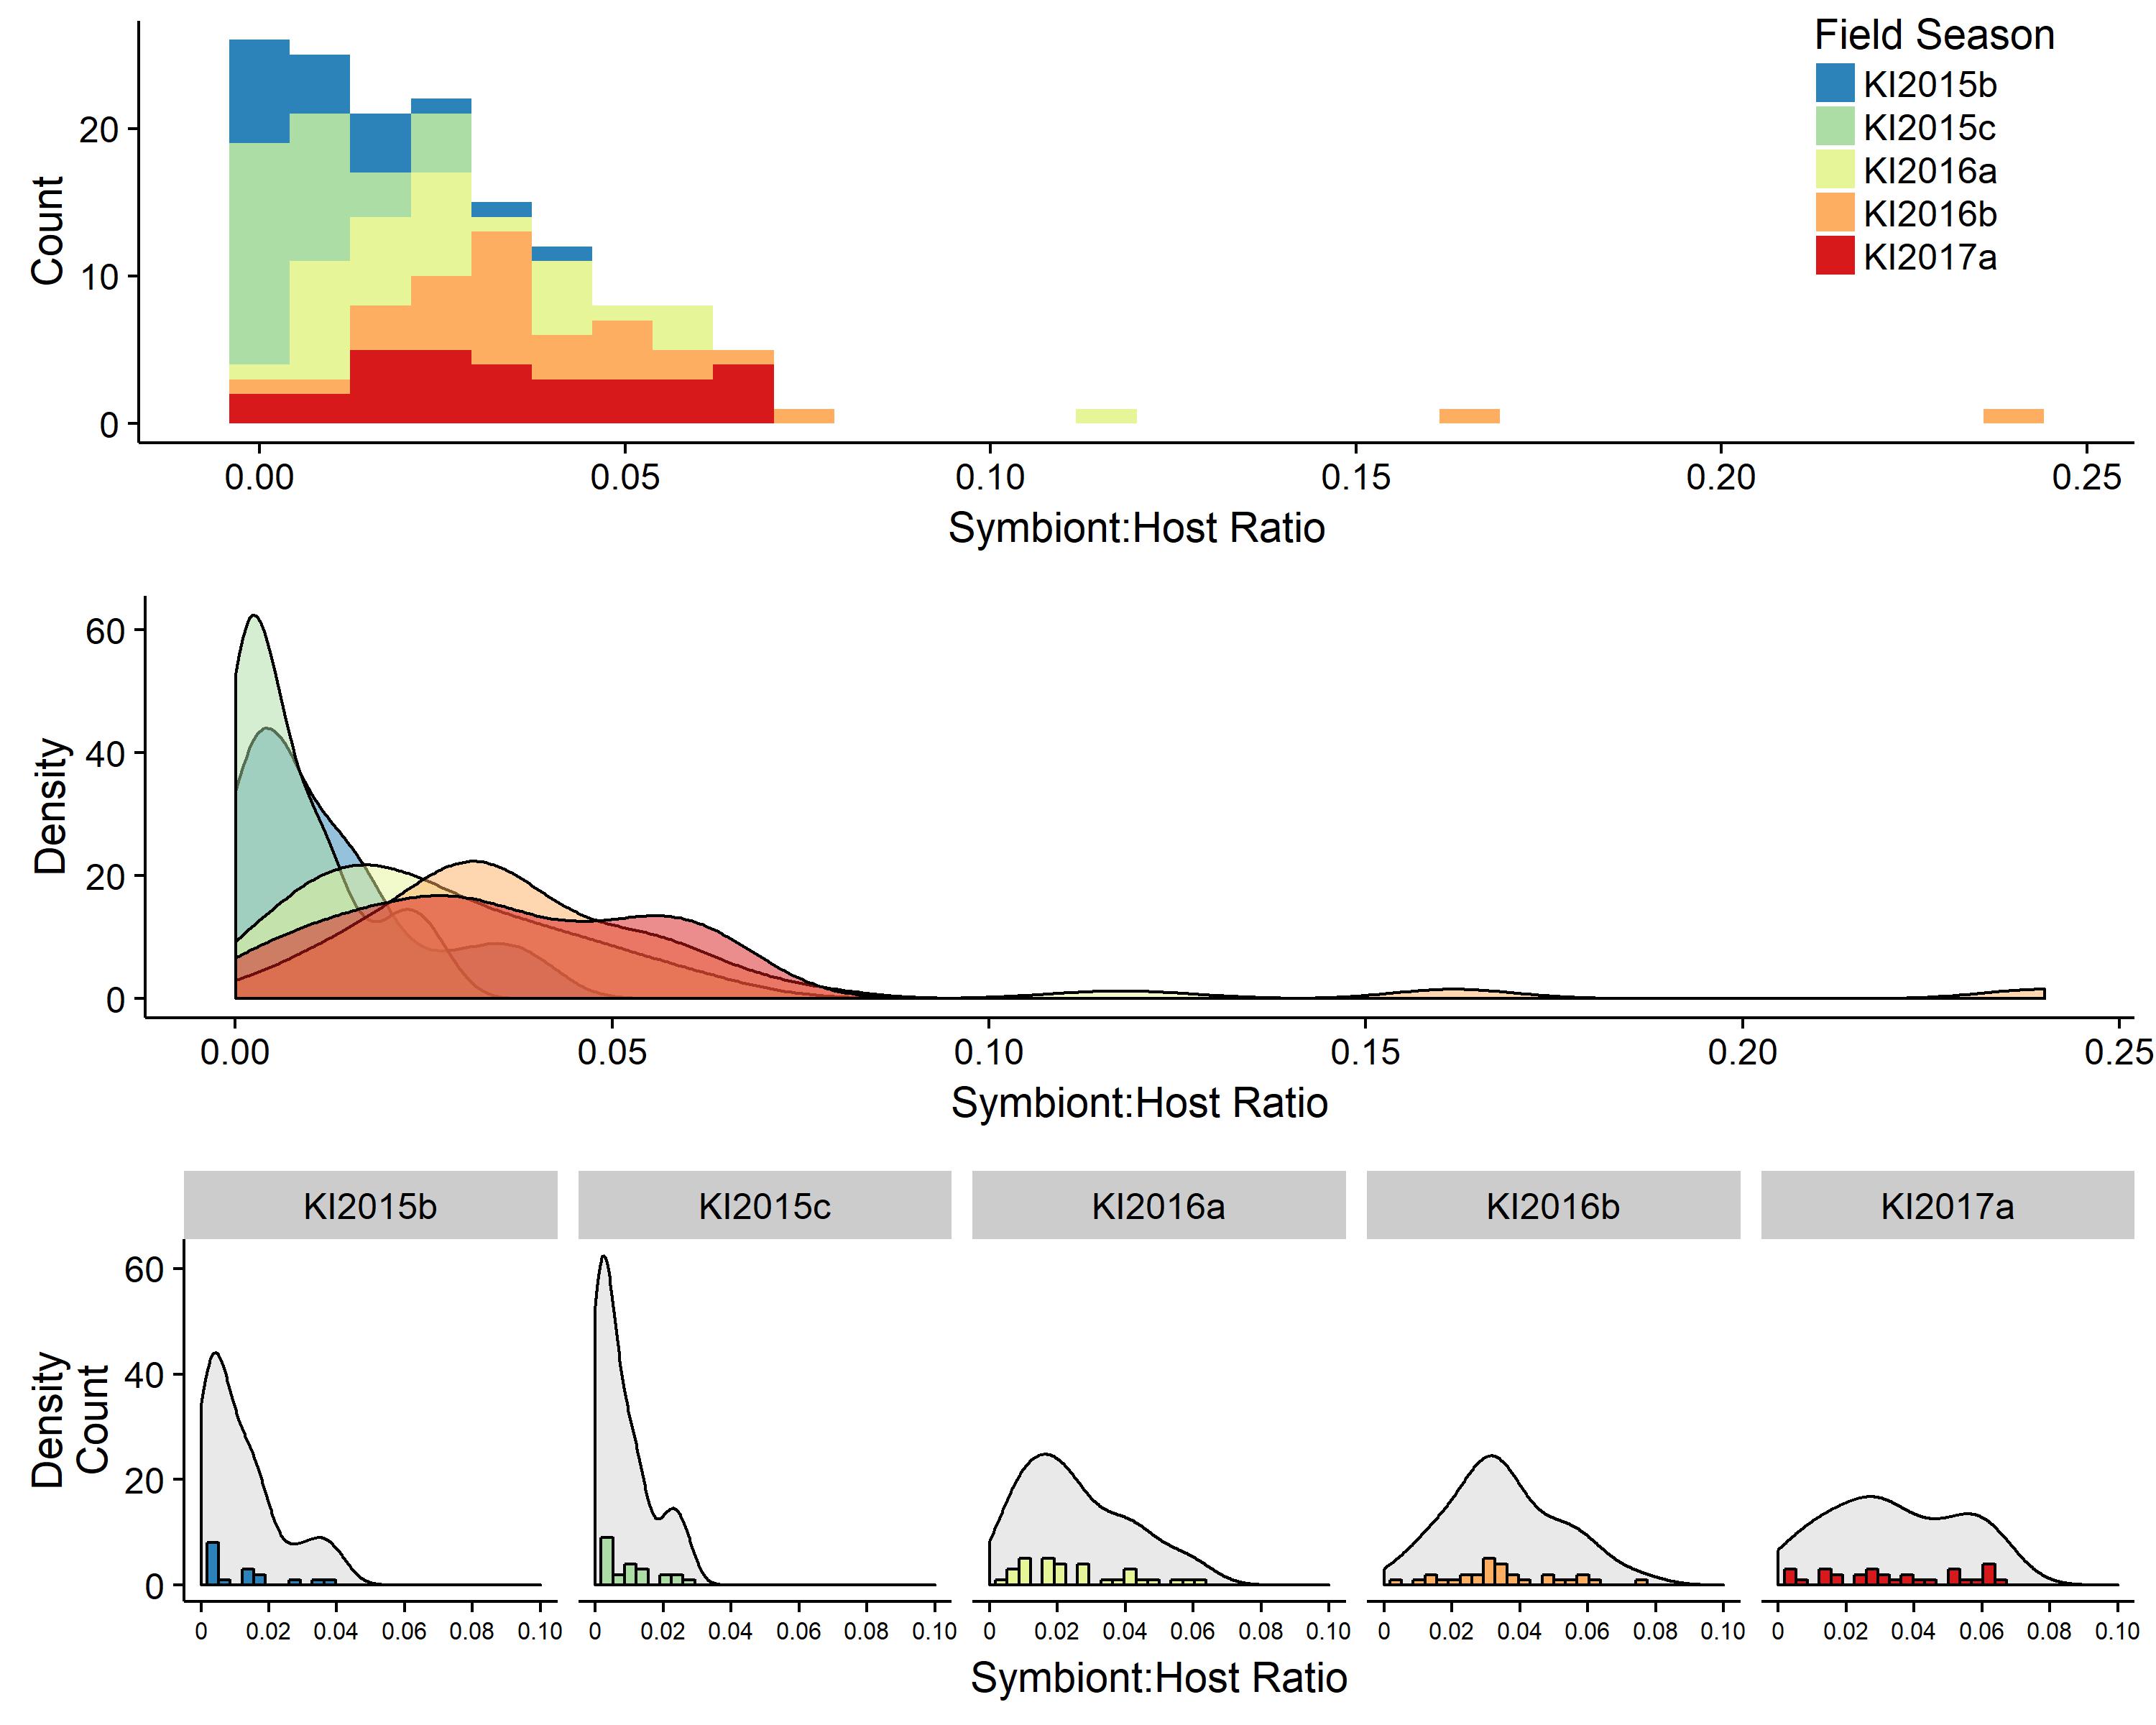 Field Season
KI2015b
KI2015c
KI2016a
KI2016b
KI2017a
Count
20
10
0
0.00 0.05 0.10 0.15 0.20 0.25
Symbiont:Host Ratio
Density
60
40
20
0
0.00 0.05 0.10 0.15 0.20 0.25
Symbiont:Host Ratio
KI2015b KI2015c KI2016a KI2016b KI2017a
Density
Count
60
40
20
0
0 0.02 0.04 0.06 0.08 0.10 0 0.02 0.04 0.06 0.08 0.10 0 0.02 0.04 0.06 0.08 0.10 0 0.02 0.04 0.06 0.08 0.10 0 0.02 0.04 0.06 0.08 0.10
Symbiont:Host Ratio